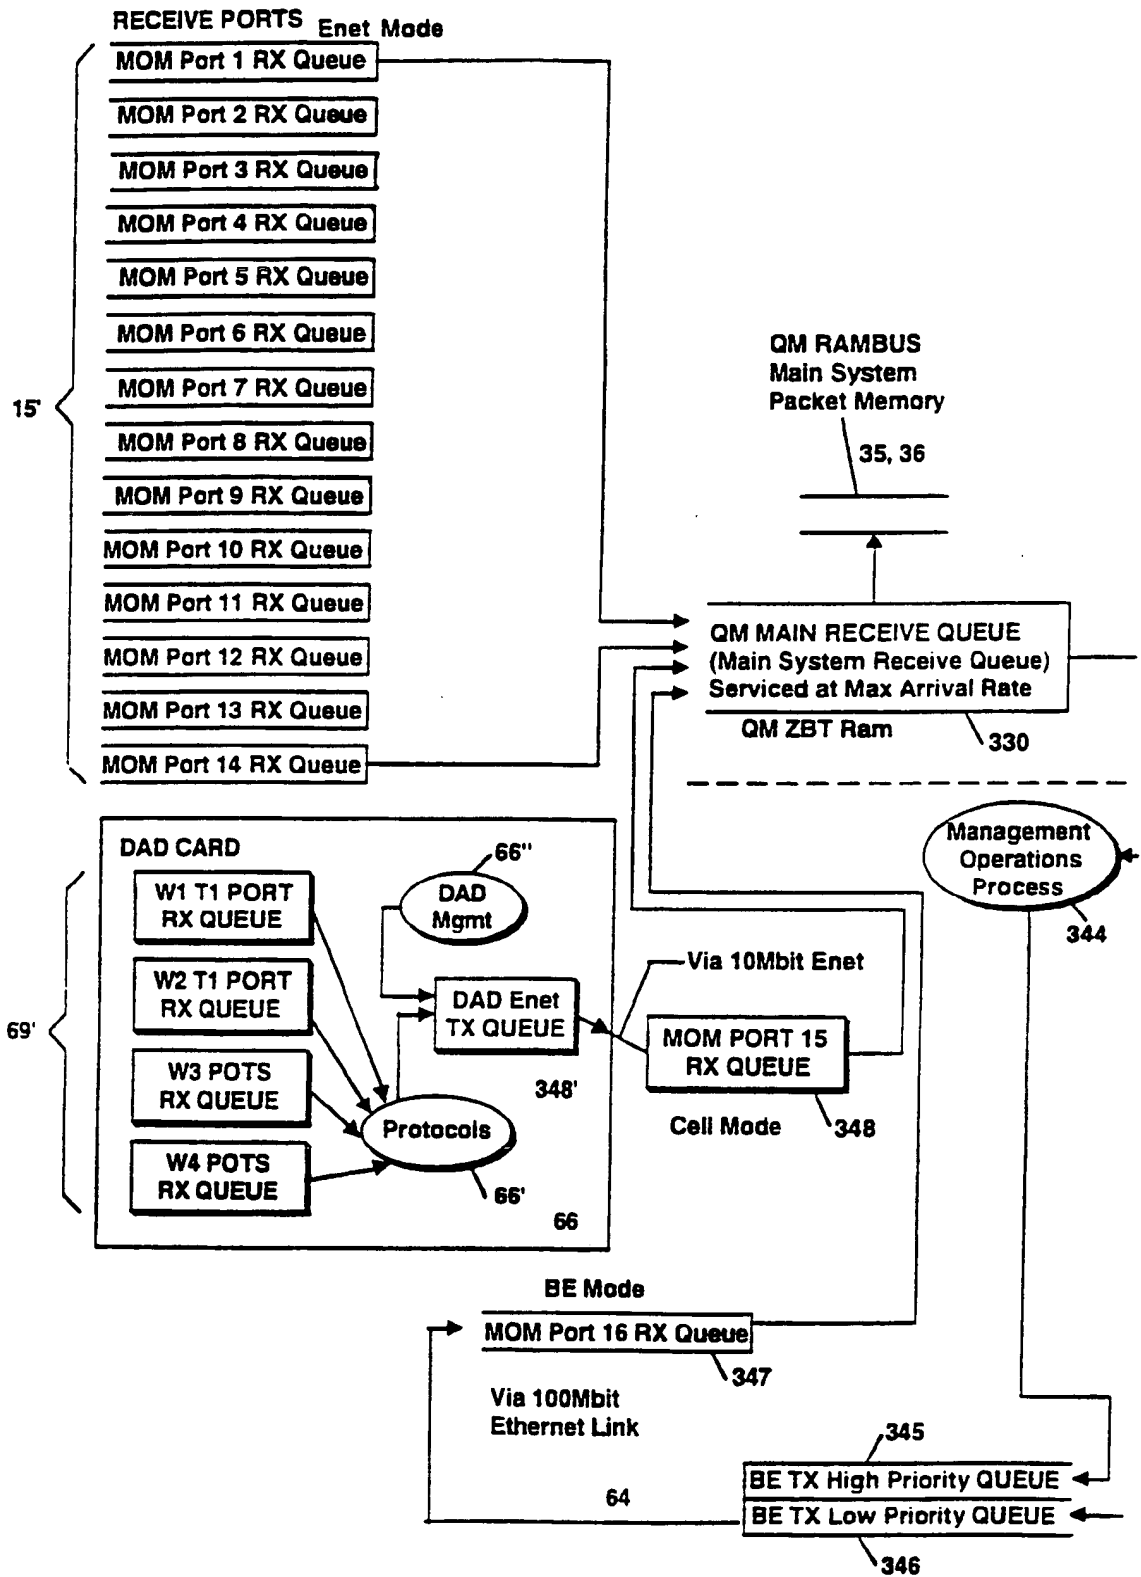 RECEIVE PORTS Enet Mode
MOM Port 1 RX Queue
MOM Port 2 RX Queue
MOM Port 3 RX Queue
MOM Port 4 RX Queue
MOM Port 5 RX Queue
MOM Port 6 RX Queue
MOM Port 7 RX Queue
MOM Port 8 RX Queue
MOM Port 9 RX Queue
MOM Port 10 RX Queue
MOM Port 11 RX Queue
MOM Port 12 RX Queue
MOM Port 13 RX Queue
MOM Port 14 RX Queue
15'
QM RAMBUS
Main System
Packet Memory
35, 36
QM MAIN RECEIVE QUEUE
(Main System Receive Queue)
Serviced at Max Arrival Rate
QM ZBT Ram
330
Management
Operations
Process
344
DAD CARD
66"
W1 T1 PORT
RX QUEUE
DAD
Mgmt
W2 T1 PORT
RX QUEUE
69'
Via 10Mbit Enet
DAD Enet
TX QUEUE
348'
MOM PORT 15
RX QUEUE
Cell Mode
348
W3 POTS
RX QUEUE
Protocols
66'
W4 POTS
RX QUEUE
66
BE Mode
MOM Port 16 RX Queue
347
Via 100Mbit
Ethernet Link
345
BE TX High Priority QUEUE
64
BE TX Low Priority QUEUE
346